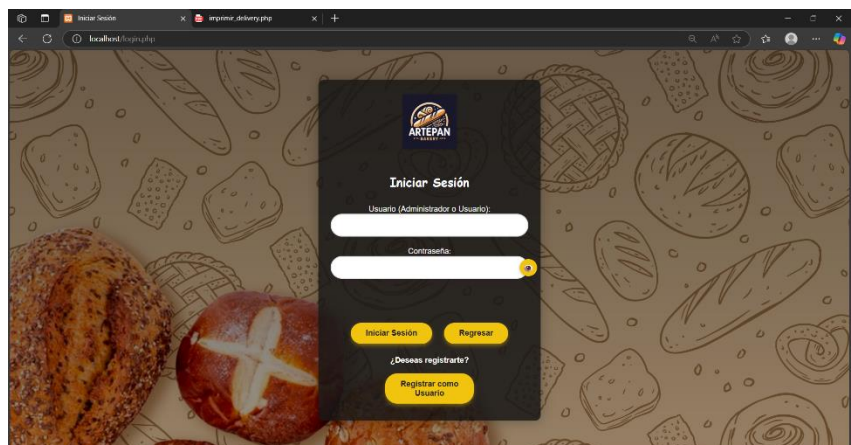 Iniciar Sesión
imprimir_delivery.php
localhost/login.php
ARTEPAN
BAKERY
Iniciar Sesión
Usuario (Administrador o Usuario):
Contraseña:
Iniciar Sesión
Regresar
¿Deseas registrarte?
Registrar como
Usuario